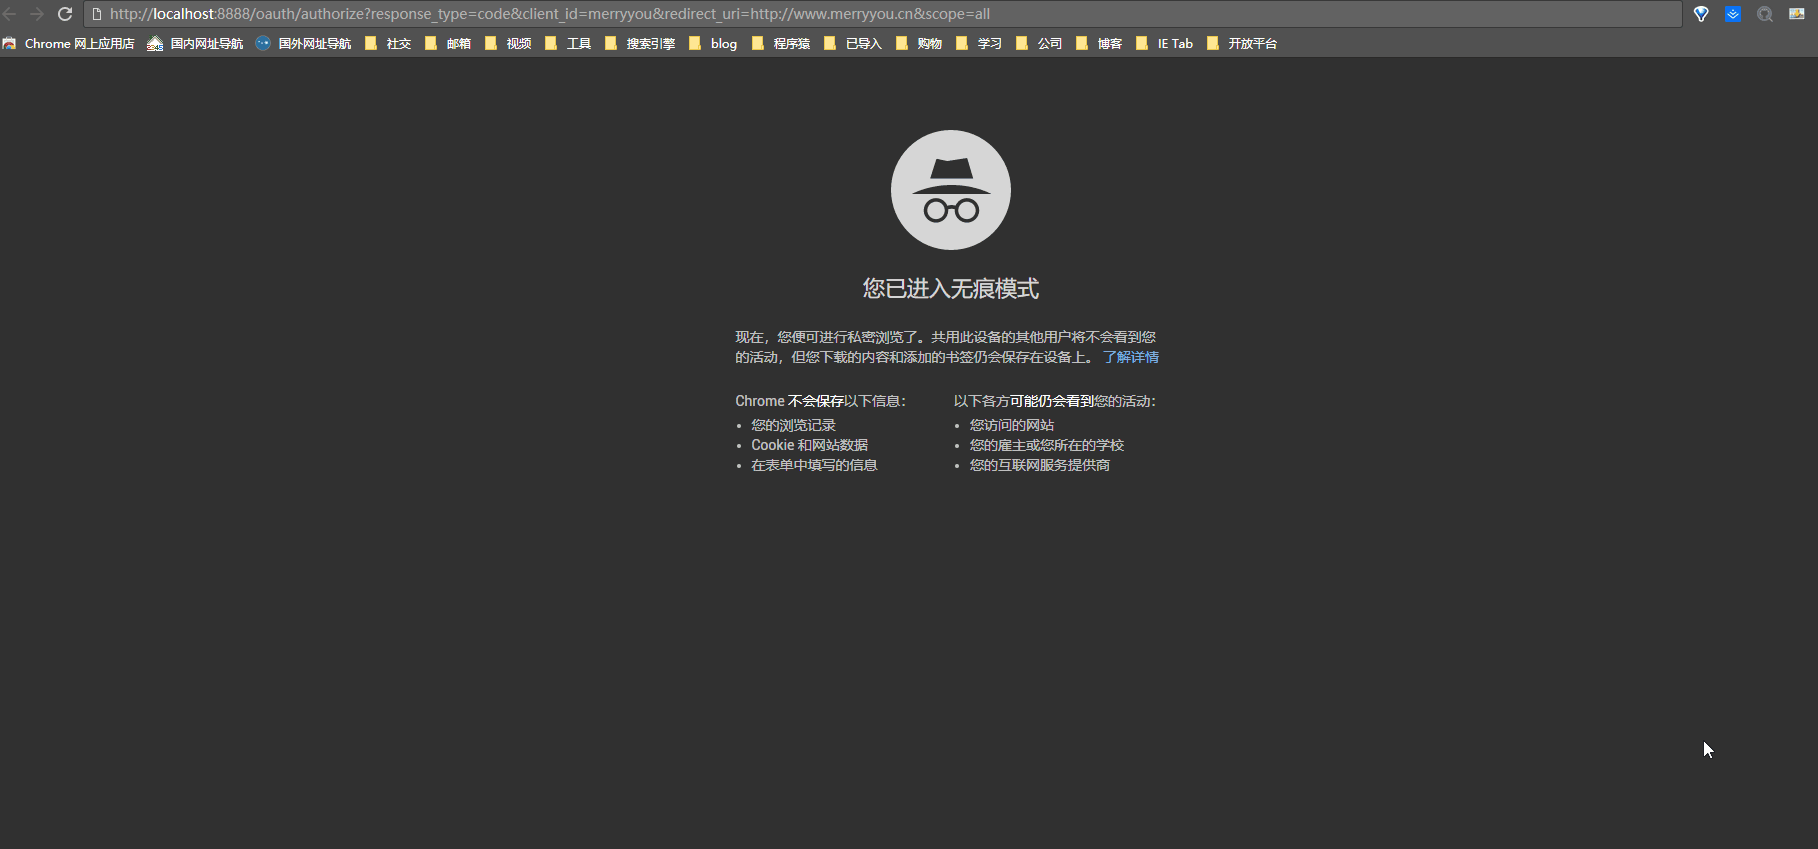 http://localhost:8888/oauth/authorize?response_type=code&client_id=merryyou&redirect_uri=http://www.merryyou.cn&scope=all
Chrome 网上应用店 国内网址导航 国外网址导航 社交 邮箱 视频 工具 搜索引擎 blog 程序猿 已导入 购物 学习 公司 博客 IE Tab 开放平台
您已进入无痕模式
现在，您便可进行私密浏览了。共用此设备的其他用户将不会看到您
的活动，但您下载的内容和添加的书签仍会保存在设备上。 了解详情
Chrome 不会保存以下信息：
• 您的浏览记录
• Cookie 和网站数据
• 在表单中填写的信息
以下各方可能仍会看到您的活动：
• 您访问的网站
• 您的雇主或您所在的学校
• 您的互联网服务提供商